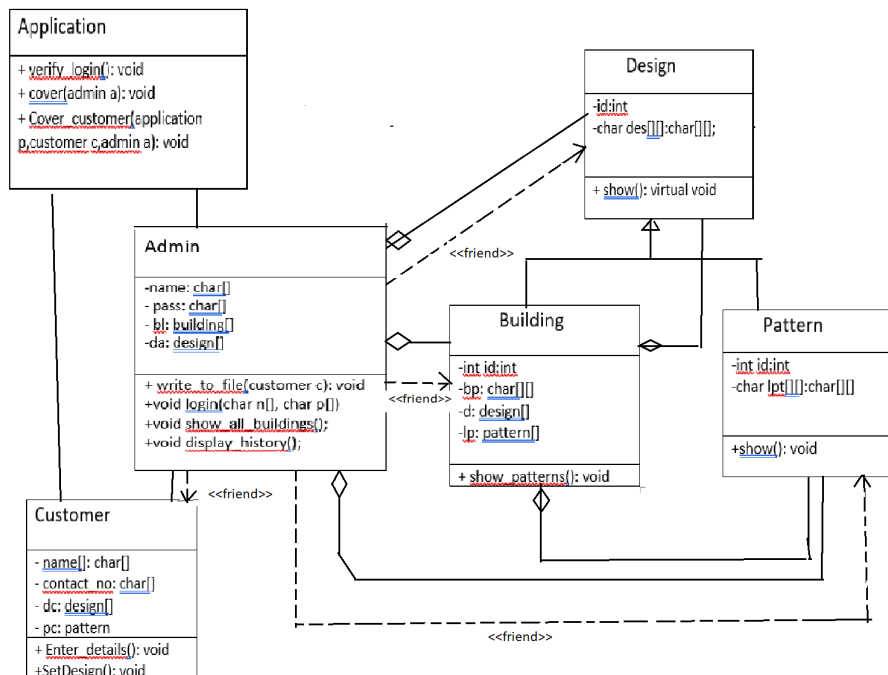 Application
+ verify_login(): void
+ cover(admin a): void
+ Cover_customer(application
p,customer c,admin a): void
Design
-id:int
-char des[][]:char[][];
+ show(): virtual void
<<friend>>
Admin
-name: char[]
- pass: char[]
- bl: building[]
-da: design[]
+ write_to_file(customer c): void
+void login(char n[], char p[])
+void show_all_buildings();
+void display_history();
<<friend>>
Building
-int id:int
-bp: char[][]
-d: design[]
-lp: pattern[]
+ show_patterns(): void
Pattern
-int id:int
-char lpt[][]:char[][]
+show(): void
<<friend>>
Customer
- name[]: char[]
- contact_no: char[]
- dc: design[]
- pc: pattern
+ Enter_details(): void
+SetDesign(): void
<<friend>>